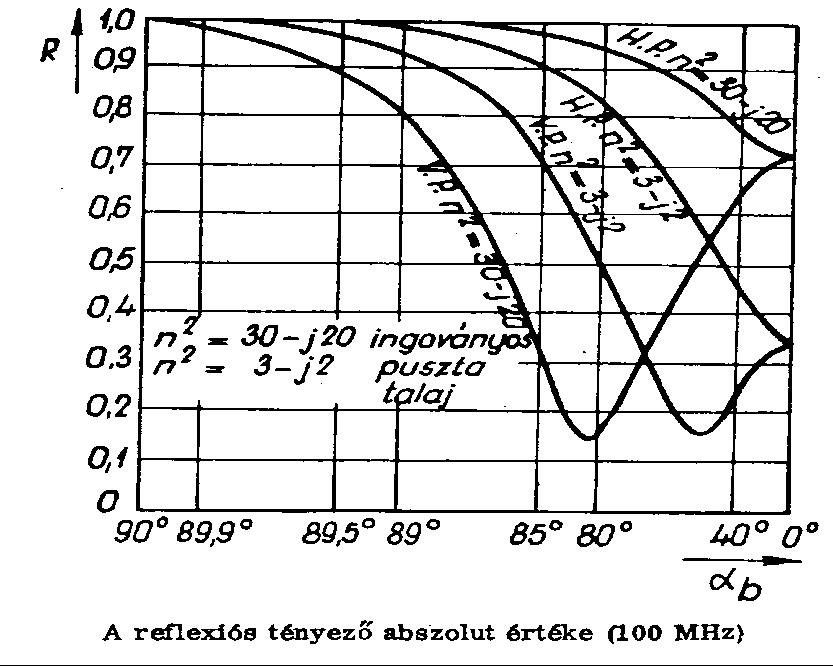 R
1,0
0,9
0,8
0,7
0,6
0,5
0,4
0,3
0,2
0,1
0
H.P. n² = 30-j20
H.P. n² = 3-j2
V.P. n² = 3-j2
V.P. n² = 30-j20
n² = 30-j20 ingoványos
n² = 3-j2 puszta
talaj
90° 89,9° 89,5° 89° 85° 80° 40° 0°
αb
A reflexiós tényező abszolut értéke (100 MHz)